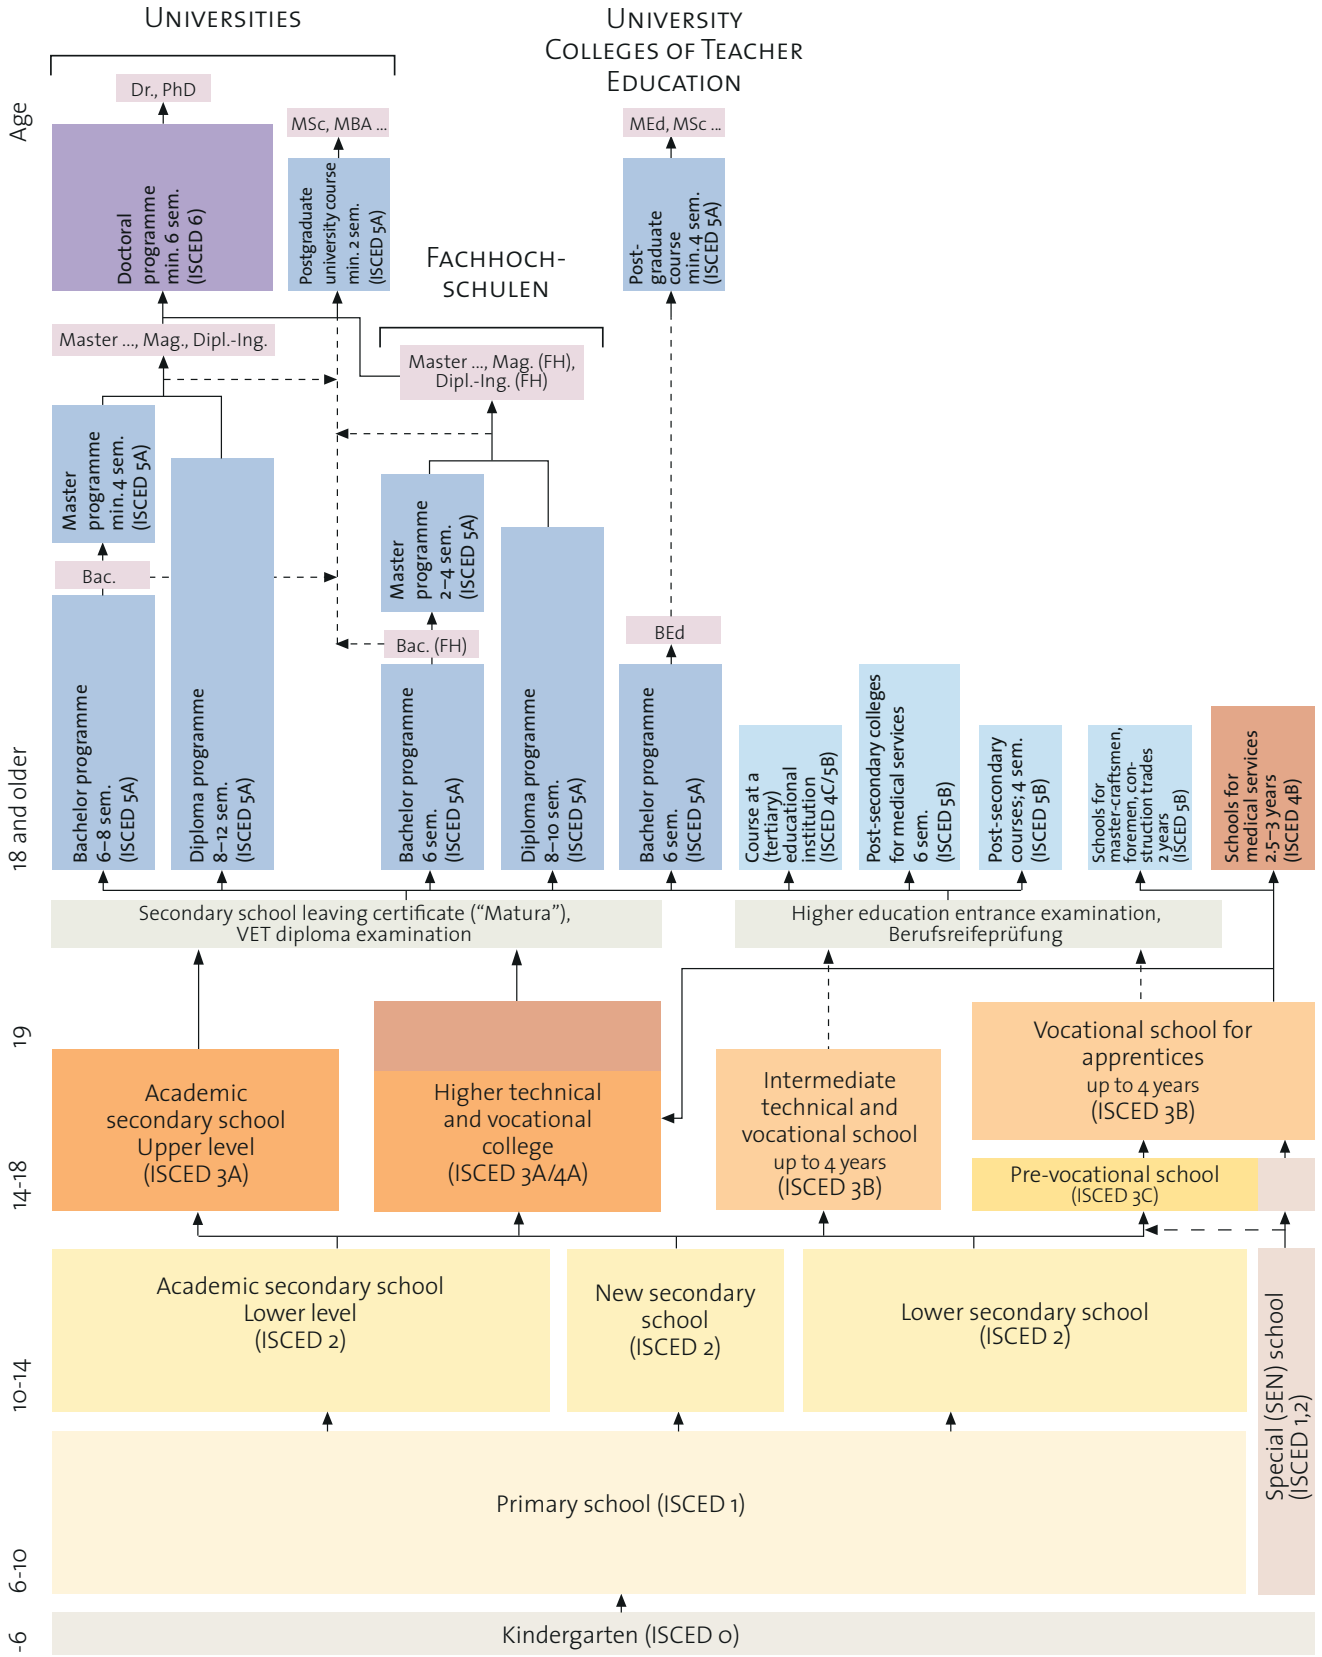 UNIVERSITIES
UNIVERSITY
COLLEGES OF TEACHER
EDUCATION
Age
Dr., PhD
MSc, MBA ...
MEd, MSc ...
Doctoral
programme
min. 6 sem.
(ISCED 6)
Postgraduate
university course
min. 2 sem.
(ISCED 5A)
Post-
graduate
course
min. 4 sem.
(ISCED 5A)
FACHHOCH-
SCHULEN
Master ..., Mag., Dipl.-Ing.
Master ..., Mag. (FH),
Dipl.-Ing. (FH)
Master
programme
min. 4 sem.
(ISCED 5A)
Master
programme
2–4 sem.
(ISCED 5A)
Bac.
Bac. (FH)
BEd
18 and older
Bachelor programme
6–8 sem.
(ISCED 5A)
Diploma programme
8–12 sem.
(ISCED 5A)
Bachelor programme
6 sem.
(ISCED 5A)
Diploma programme
8–10 sem.
(ISCED 5A)
Bachelor programme
6 sem.
(ISCED 5A)
Course at a
(tertiary)
educational
institution
(ISCED 4C/5B)
Post-secondary colleges
for medical services
6 sem.
(ISCED 5B)
Post-secondary
courses; 4 sem.
(ISCED 5B)
Schools for
master-craftsmen,
foremen, con-
struction trades
2 years
(ISCED 5B)
Schools for
medical services
2.5–3 years
(ISCED 4B)
Secondary school leaving certificate (“Matura”),
VET diploma examination
Higher education entrance examination,
Berufsreifeprüfung
19
14-18
Academic
secondary school
Upper level
(ISCED 3A)
Higher technical
and vocational
college
(ISCED 3A/4A)
Intermediate
technical and
vocational school
up to 4 years
(ISCED 3B)
Vocational school for
apprentices
up to 4 years
(ISCED 3B)
Pre-vocational school
(ISCED 3C)
10-14
Academic secondary school
Lower level
(ISCED 2)
New secondary
school
(ISCED 2)
Lower secondary school
(ISCED 2)
Special (SEN) school
(ISCED 1,2)
6-10
Primary school (ISCED 1)
-6
Kindergarten (ISCED 0)